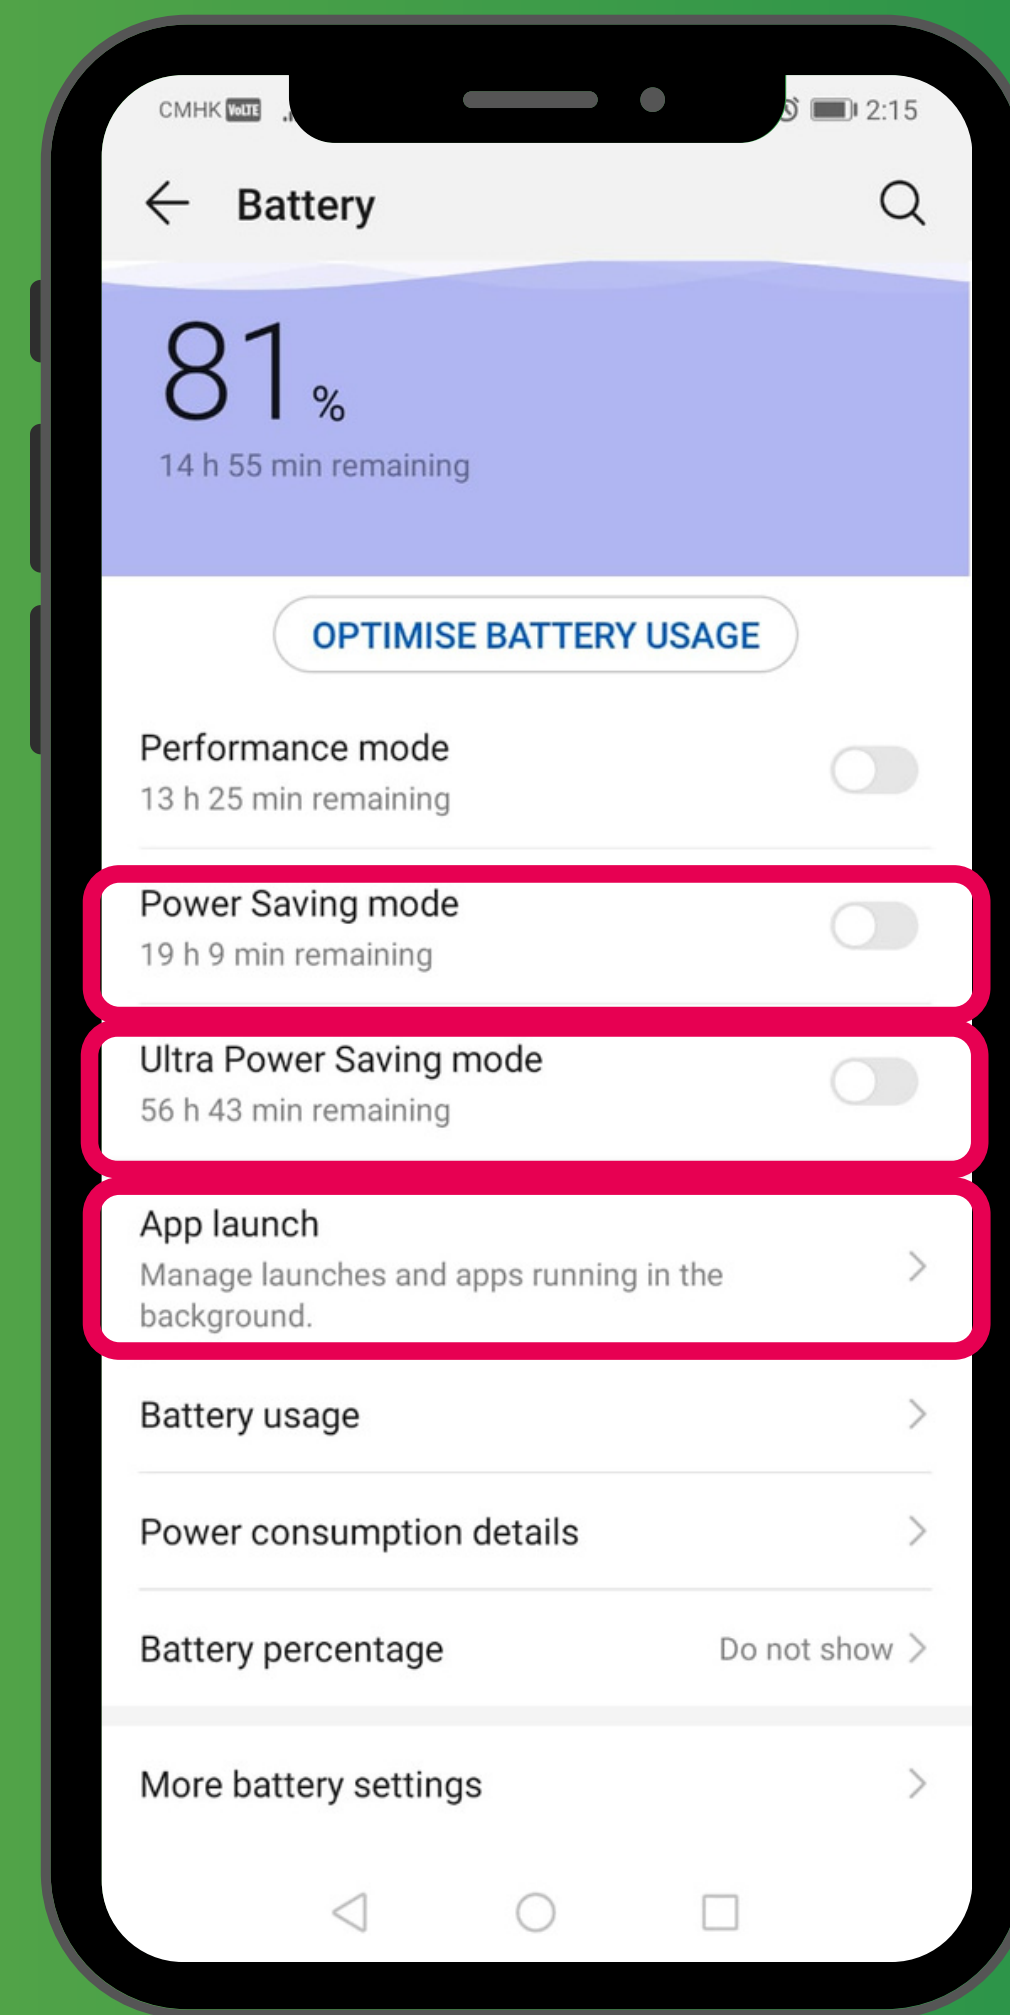 CMHK VoLTE 2:15
Battery
81 %
14 h 55 min remaining
OPTIMISE BATTERY USAGE
Performance mode
13 h 25 min remaining
Power Saving mode
19 h 9 min remaining
Ultra Power Saving mode
56 h 43 min remaining
App launch
Manage launches and apps running in the
background.
Battery usage
Power consumption details
Battery percentage Do not show
More battery settings